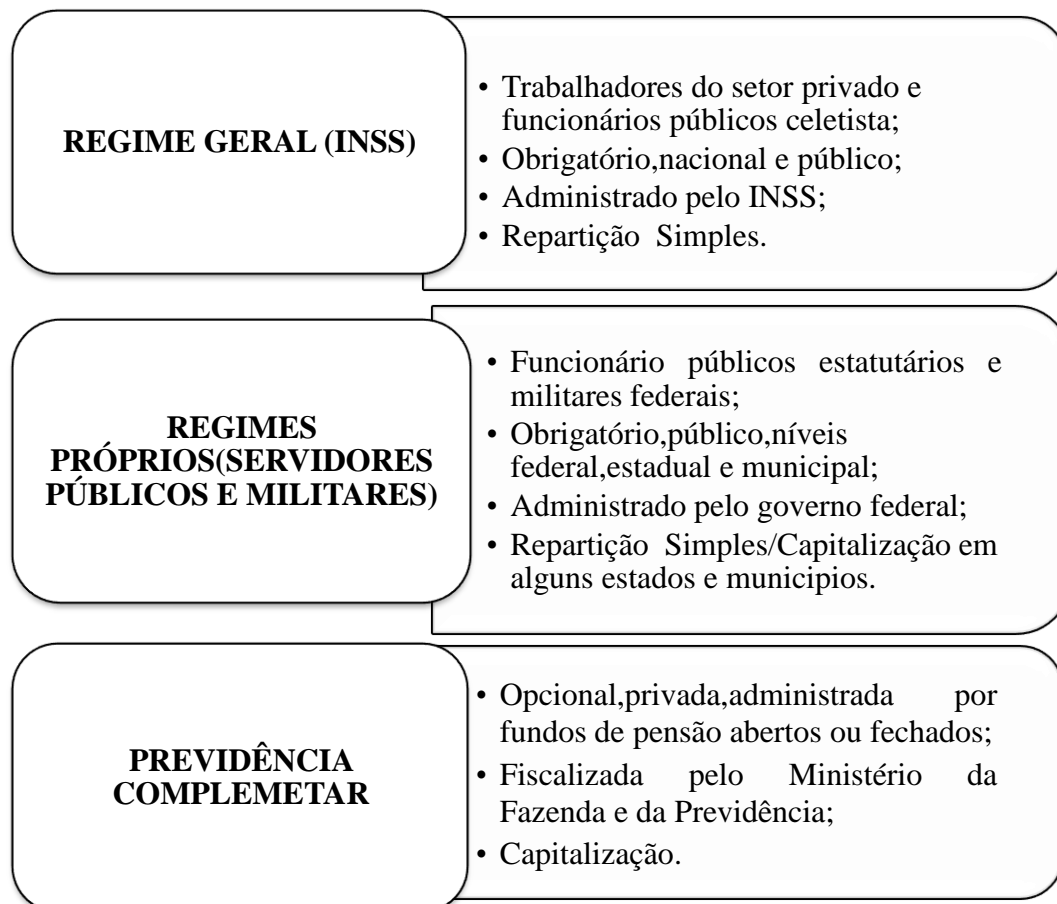 REGIME GERAL (INSS)
• Trabalhadores do setor privado e
funcionários públicos celetista;
• Obrigatório,nacional e público;
• Administrado pelo INSS;
• Repartição Simples.
REGIMES
PRÓPRIOS(SERVIDORES
PÚBLICOS E MILITARES)
• Funcionário públicos estatutários e
militares federais;
• Obrigatório,público,níveis
federal,estadual e municipal;
• Administrado pelo governo federal;
• Repartição Simples/Capitalização em
alguns estados e municipios.
PREVIDÊNCIA
COMPLEMETAR
• Opcional,privada,administrada por
fundos de pensão abertos ou fechados;
• Fiscalizada pelo Ministério da
Fazenda e da Previdência;
• Capitalização.